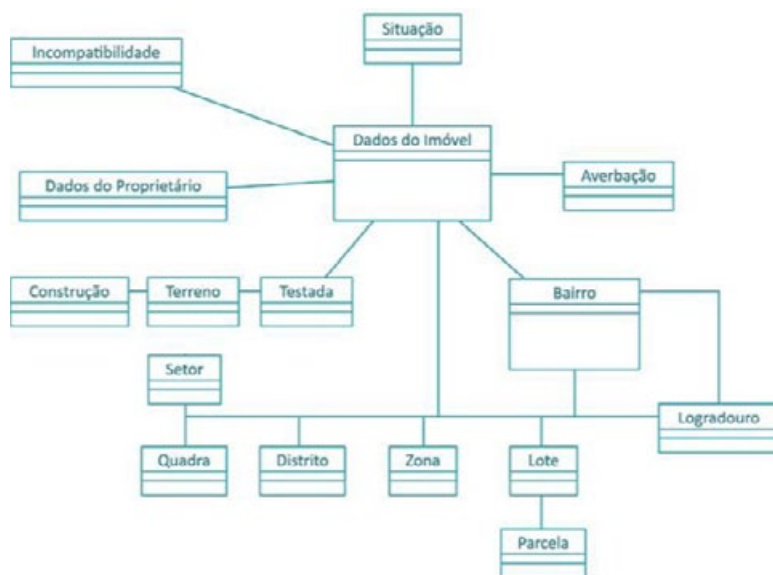 Situação
Incompatibilidade
Dados do Imóvel
Averbação
Dados do Proprietário
Construção
Terreno
Testada
Bairro
Setor
Logradouro
Quadra
Distrito
Zona
Lote
Parcela